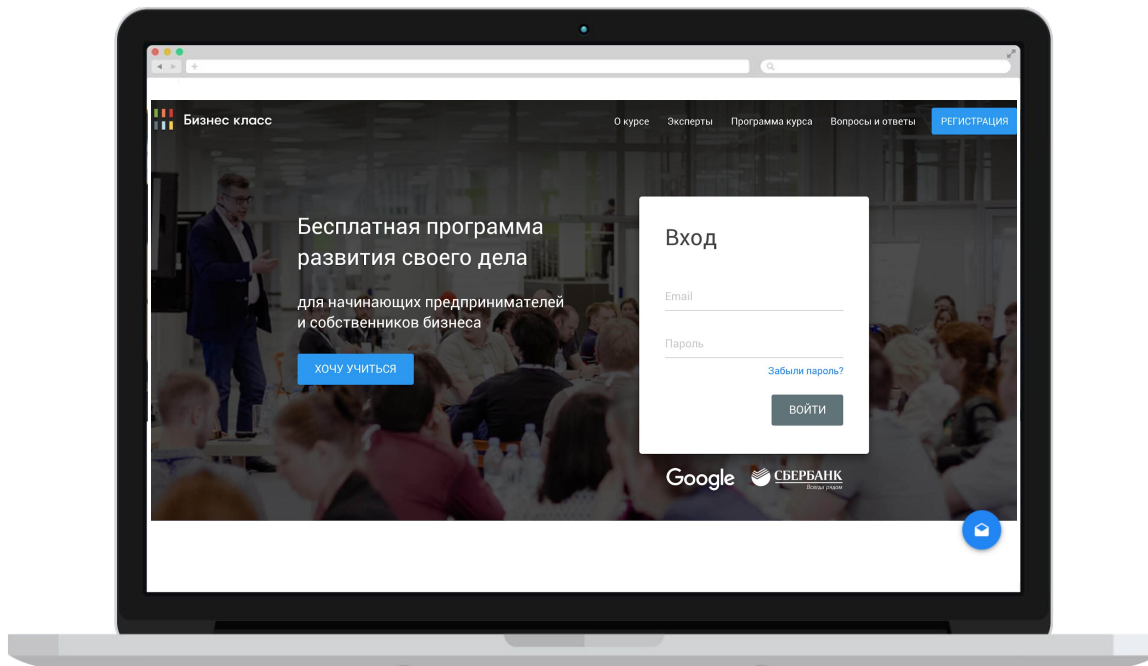 Бизнес класс
О курсе Эксперты Программа курса Вопросы и ответы РЕГИСТРАЦИЯ
Бесплатная программа
развития своего дела
для начинающих предпринимателей
и собственников бизнеса
ХОЧУ УЧИТЬСЯ
Вход
Email
Пароль
Забыли пароль?
ВОЙТИ
Google СБЕРБАНК
Всегда рядом